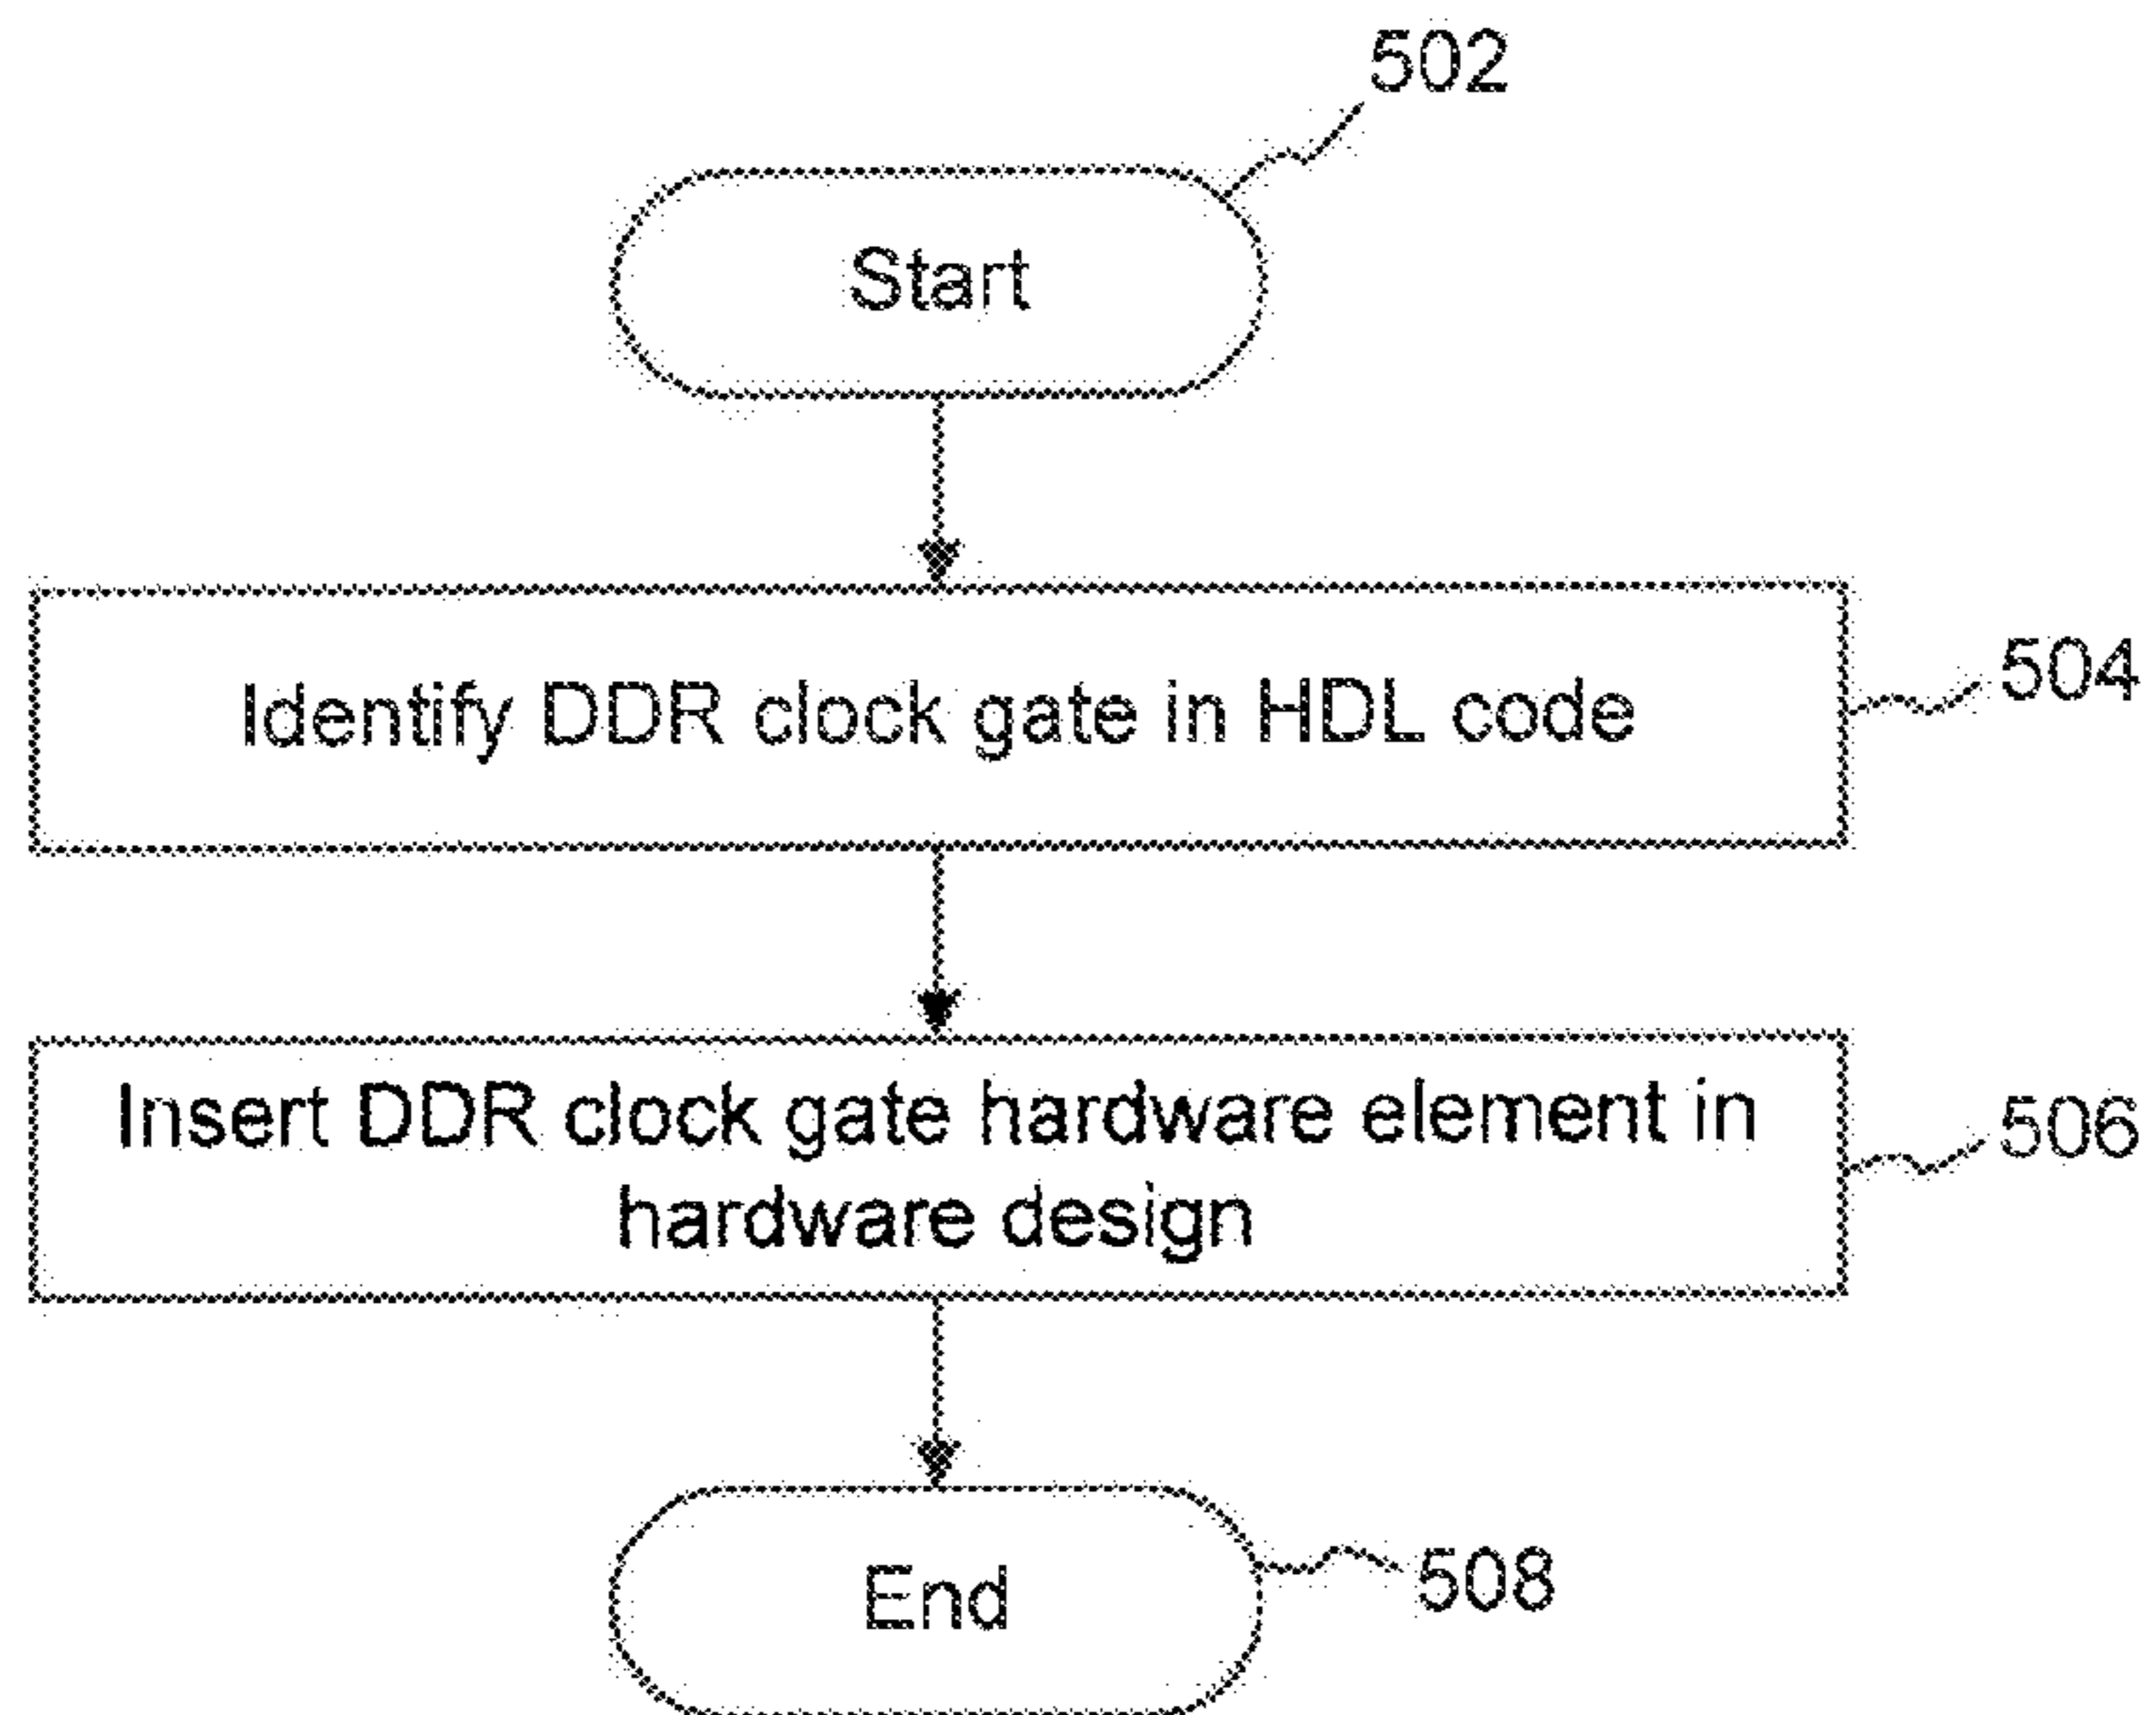 502
Start
Identify DDR clock gate in HDL code
504
Insert DDR clock gate hardware element in
hardware design
506
End
508